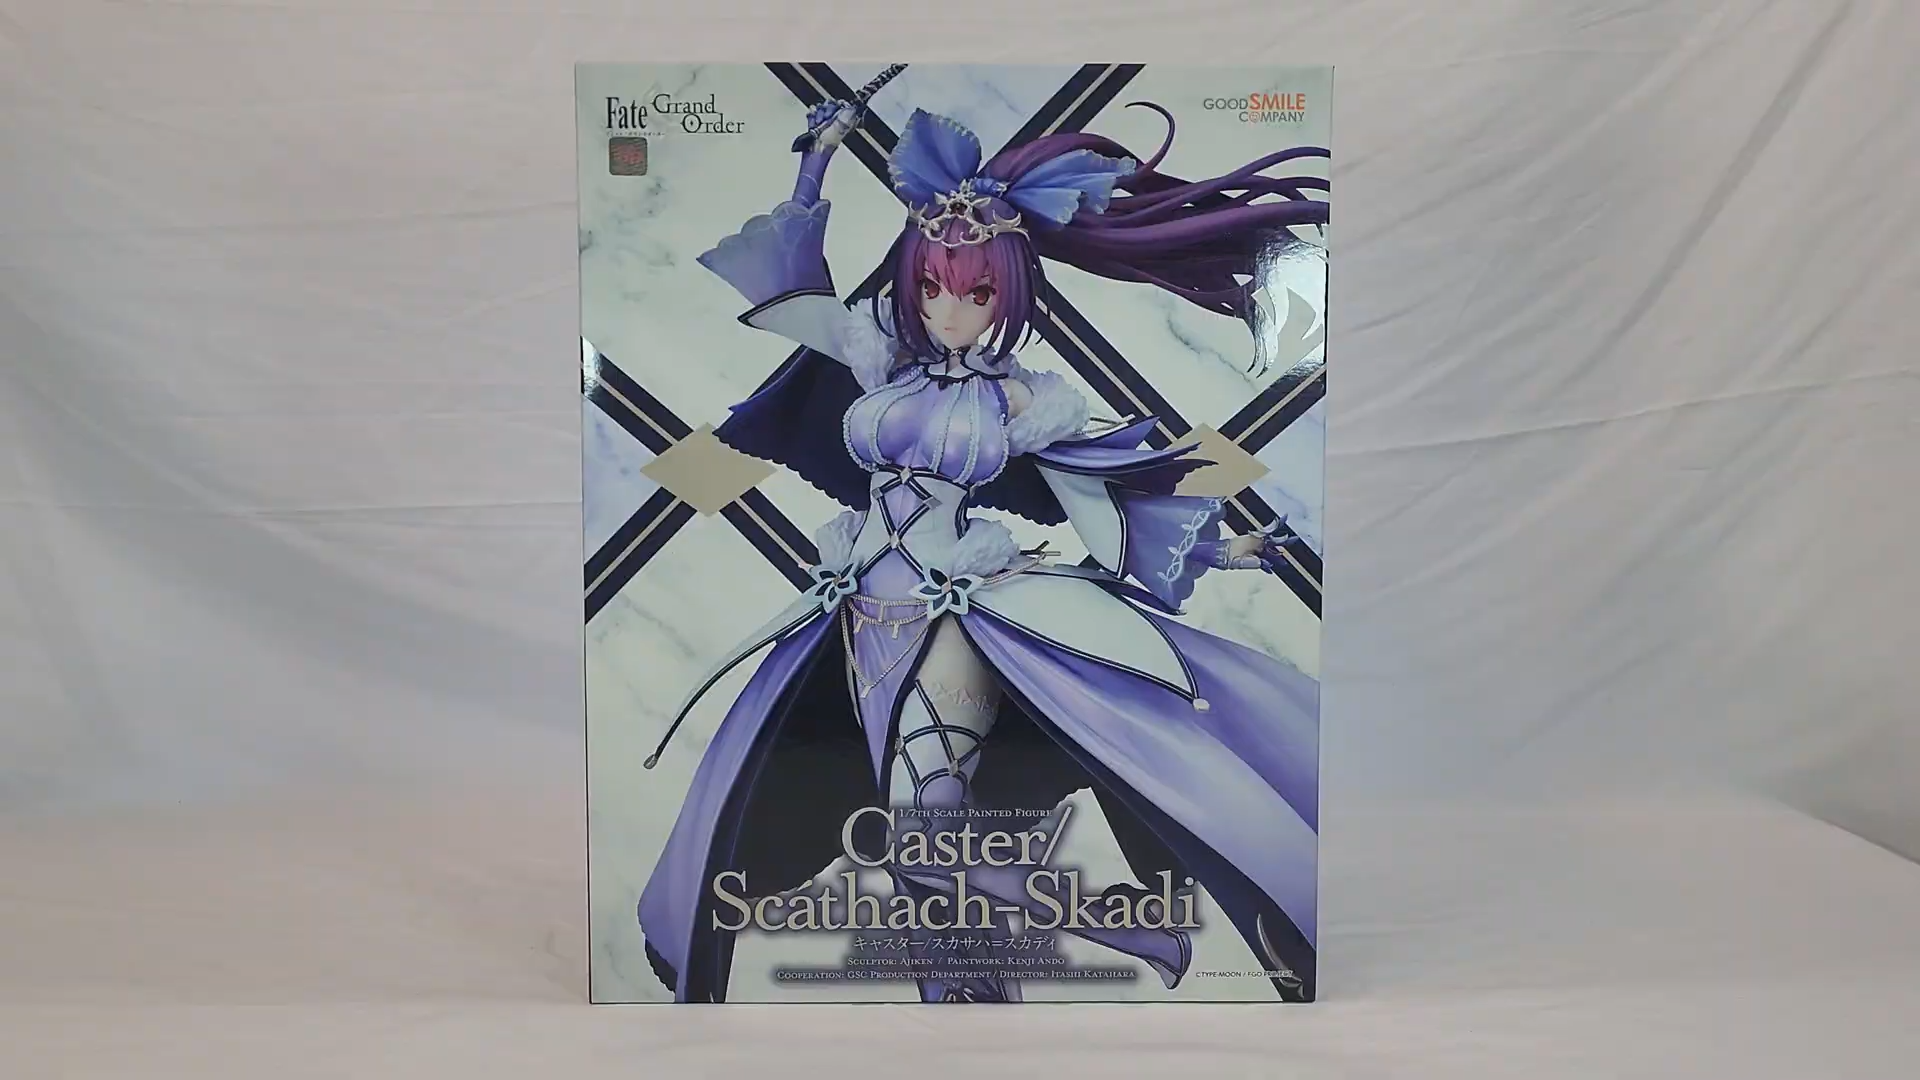 Fate Grand
Order
GOOD SMILE
COMPANY
1/7TH SCALE PAINTED FIGURE
Caster/
Scáthach-Skadi
キャスター/スカサハ=スカディ
SCULPTOR: AJIKEN / PAINTWORK: KENJI ANDO
COOPERATION: GSC PRODUCTION DEPARTMENT / DIRECTOR: ITASHI KATAHARA
©TYPE-MOON / FGO PROJECT